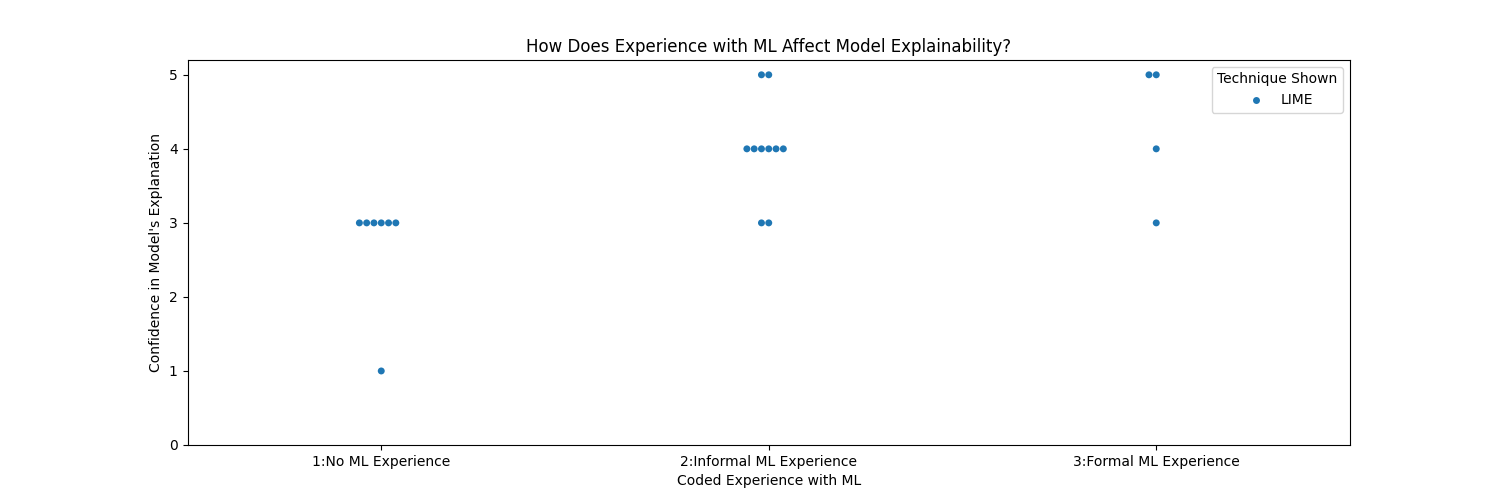 How Does Experience with ML Affect Model Explainability?
Technique Shown
LIME
Confidence in Model's Explanation
5
4
3
2
1
0
1:No ML Experience
2:Informal ML Experience
3:Formal ML Experience
Coded Experience with ML